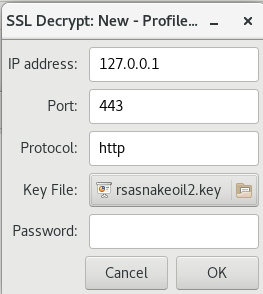 SSL Decrypt: New - Profile...
IP address: 127.0.0.1
Port: 443
Protocol: http
Key File: rsasnakeoil2.key
Password:
Cancel OK